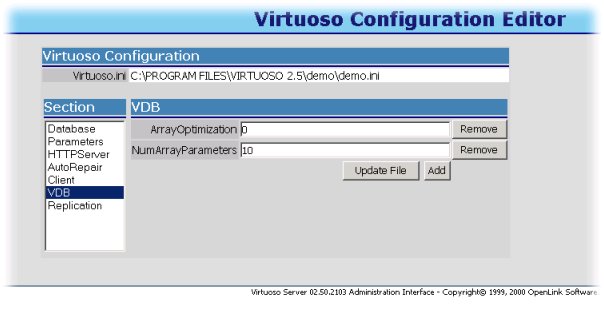 Virtuoso Configuration Editor
Virtuoso Configuration
Virtuoso.ini C:\PROGRAM FILES\VIRTUOSO 2.5\demo\demo.ini
Section
Database
Parameters
HTTPServer
AutoRepair
Client
VDB
Replication
VDB
ArrayOptimization 0 Remove
NumArrayParameters 10 Remove
Update File Add
Virtuoso Server 02.50.2103 Administration Interface - Copyright© 1999, 2000 OpenLink Software